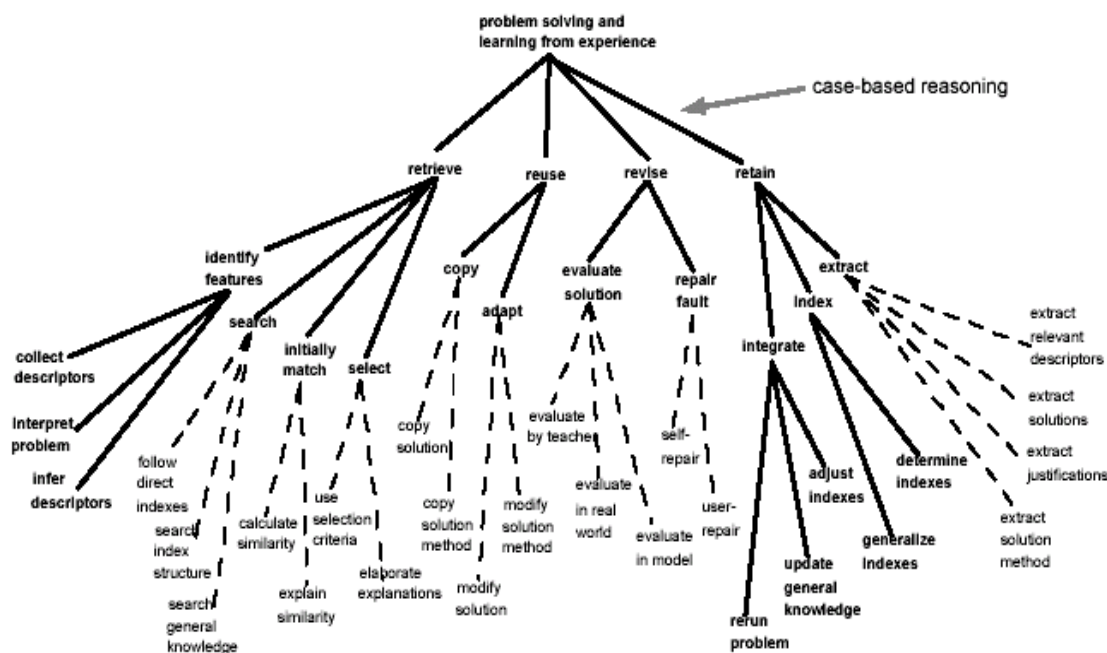 problem solving and
learning from experience
case-based reasoning
retrieve
reuse
revise
retain
identify
features
search
initially
match
select
copy
adapt
evaluate
solution
repair
fault
integrate
index
extract
collect
descriptors
interpret
problem
infer
descriptors
follow
direct
indexes
search
index
structure
search
general
knowledge
calculate
similarity
explain
similarity
use
selection
criteria
elaborate
explanations
copy
solution
copy
solution
method
modify
solution
modify
solution
method
evaluate
by teacher
evaluate
in real
world
evaluate
in model
self-
repair
user-
repair
rerun
problem
update
general
knowledge
adjust
indexes
generalize
indexes
determine
indexes
extract
relevant
descriptors
extract
solutions
extract
justifications
extract
solution
method